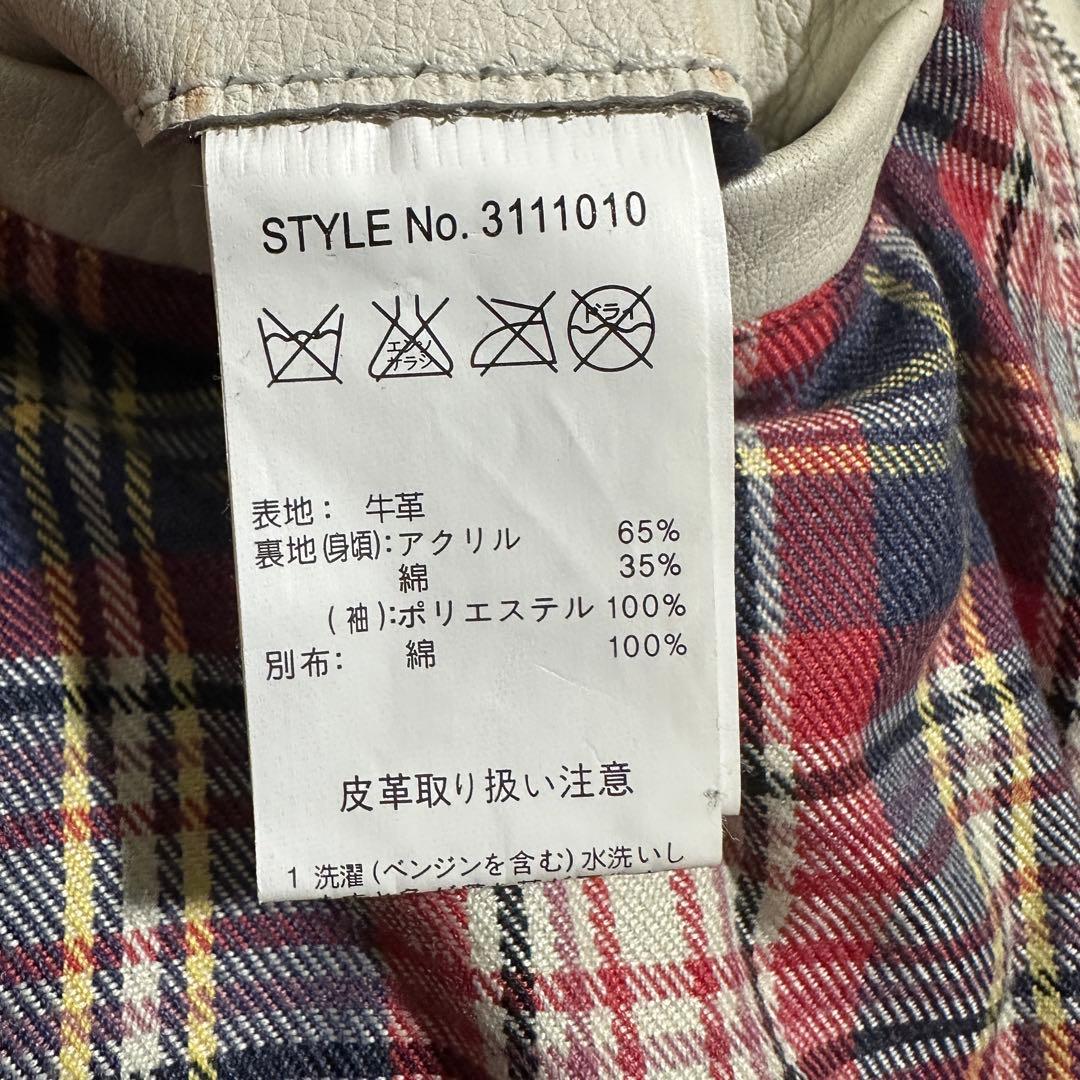 STYLE No. 3111010
エンソ
サラシ
ドライ
表地: 牛革
裏地(身頃):アクリル 65%
綿 35%
(袖):ポリエステル 100%
別布: 綿 100%
皮革取り扱い注意
1 洗濯(ベンジンを含む)水洗いし